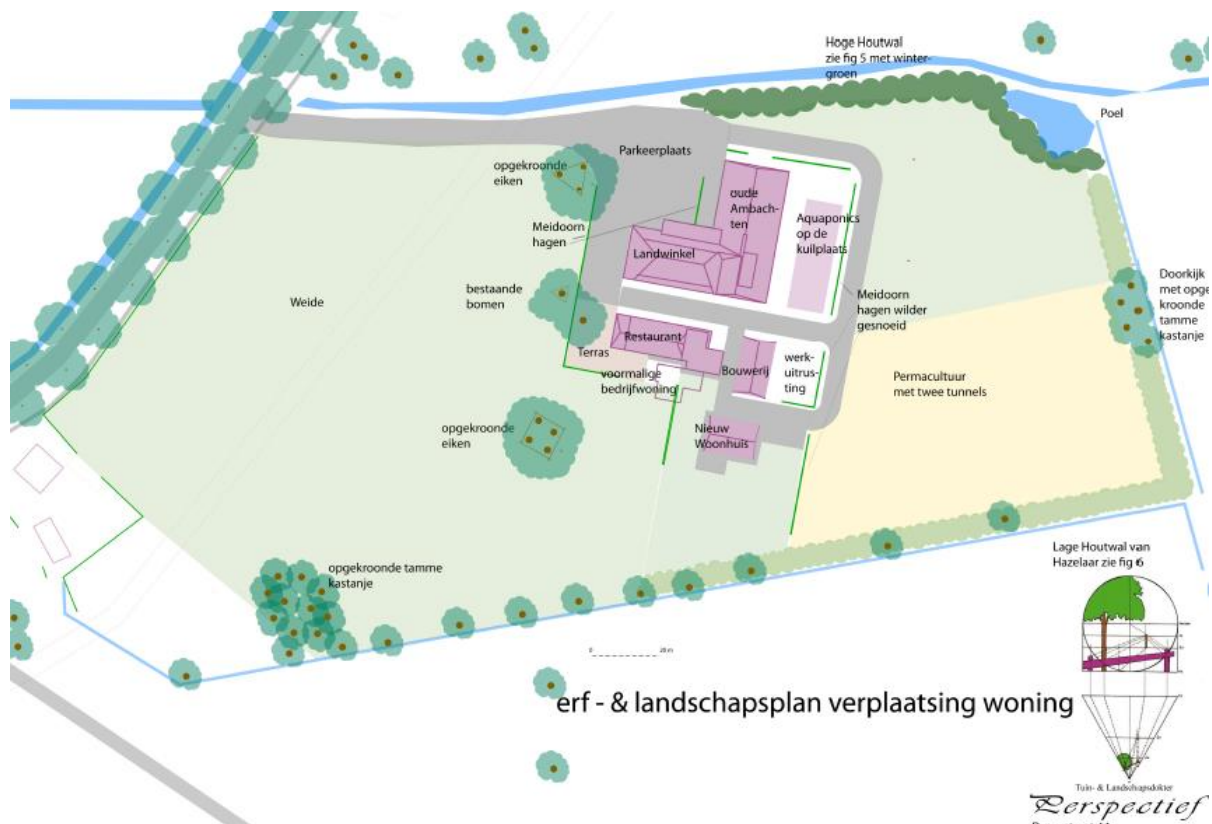 Hoge Houtwal
zie fig 5 met winter-
groen
Poel
Parkeerplaats
opgekroonde
eiken
oude
Ambach-
ten
Aquaponics
op de
kuilplaats
Meidoorn
hagen
Landwinkel
Doorkijk
met opge
kroonde
tamme
kastanje
Weide
bestaande
bomen
Meidoorn
hagen wilder
gesnoeid
Restaurant
Terras
voormalige
bedrijfwoning
Bouwerij
werk-
uitrus-
ting
Permacultuur
met twee tunnels
opgekroonde
eiken
Nieuw
Woonhuis
opgekroonde tamme
kastanje
Lage Houtwal van
Hazelaar zie fig 6
0 20 m
erf - & landschapsplan verplaatsing woning
Tuin- & Landschapsdokter
Perspectief